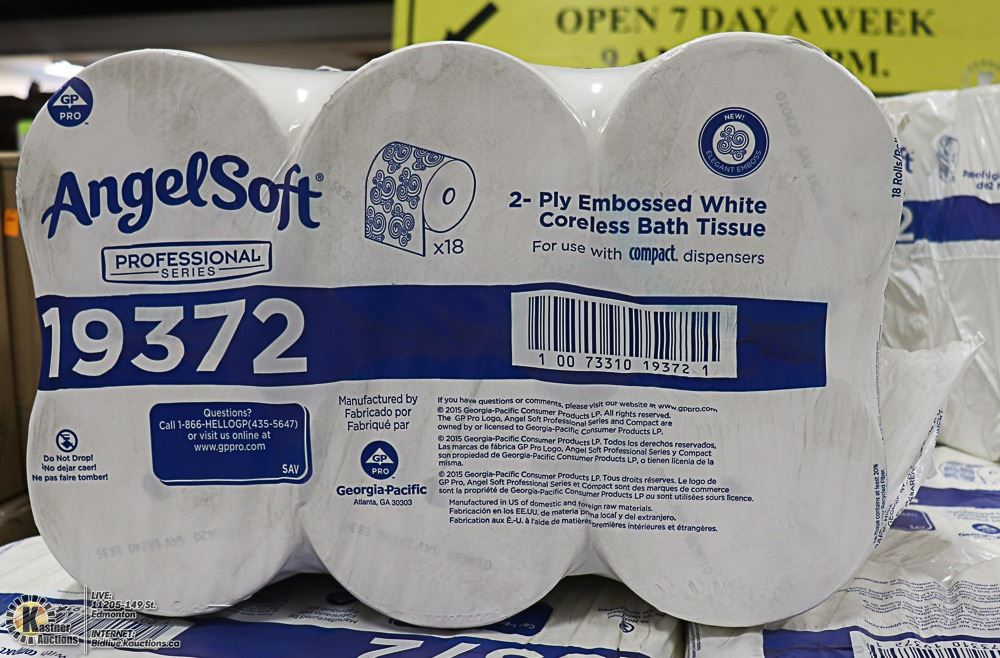 OPEN 7 DAY A WEEK
GP
PRO
AngelSoft®
PROFESSIONAL
SERIES
x18
NEW!
ELEGANT EMBOSS
2- Ply Embossed White
Coreless Bath Tissue
For use with compact. dispensers
19372
1 00 73310 19372 1
Do Not Drop!
¡No dejar caer!
Ne pas faire tomber!
Questions?
Call 1-866-HELLOGP(435-5647)
or visit us online at
www.gppro.com
SAV
Manufactured by
Fabricado por
Fabriqué par
GP
PRO
Georgia-Pacific
Atlanta, GA 30303
If you have questions or comments, please visit our website at www.gppro.com
© 2015 Georgia-Pacific Consumer Products LP. All rights reserved.
The GP Pro Logo, Angel Soft Professional series and Compact are
owned by or licensed to Georgia-Pacific Consumer Products LP.
© 2015 Georgia-Pacific Consumer Products LP. Todos los derechos reservados,
Las marcas de fábrica GP Pro Logo, Angel Soft Professional Series y Compact
son propiedad de Georgia-Pacific Consumer Products LP, o tienen licenia de la
misma.
© 2015 Georgia-Pacific Consumer Products LP. Tous droits réserves. Le logo de
GP Pro, Angel Soft Professional Series et Compact sont des marques de commerce
sont la propriété de Georgia-Pacific Consumer Products LP ou sont utilisées sours licence.
Manufactured in US of domestic and foreign raw materials.
Fabricación en los EE.UU. de materia prima local y del extranjero.
Fabrication aux É.-U. à l'aide de matières premières intérieures et étrangères.
18 Rolls/
Kastner
Auctions
LIVE:
11205-149 St.
Edmonton
INTERNET:
Bidlive.kauctions.ca